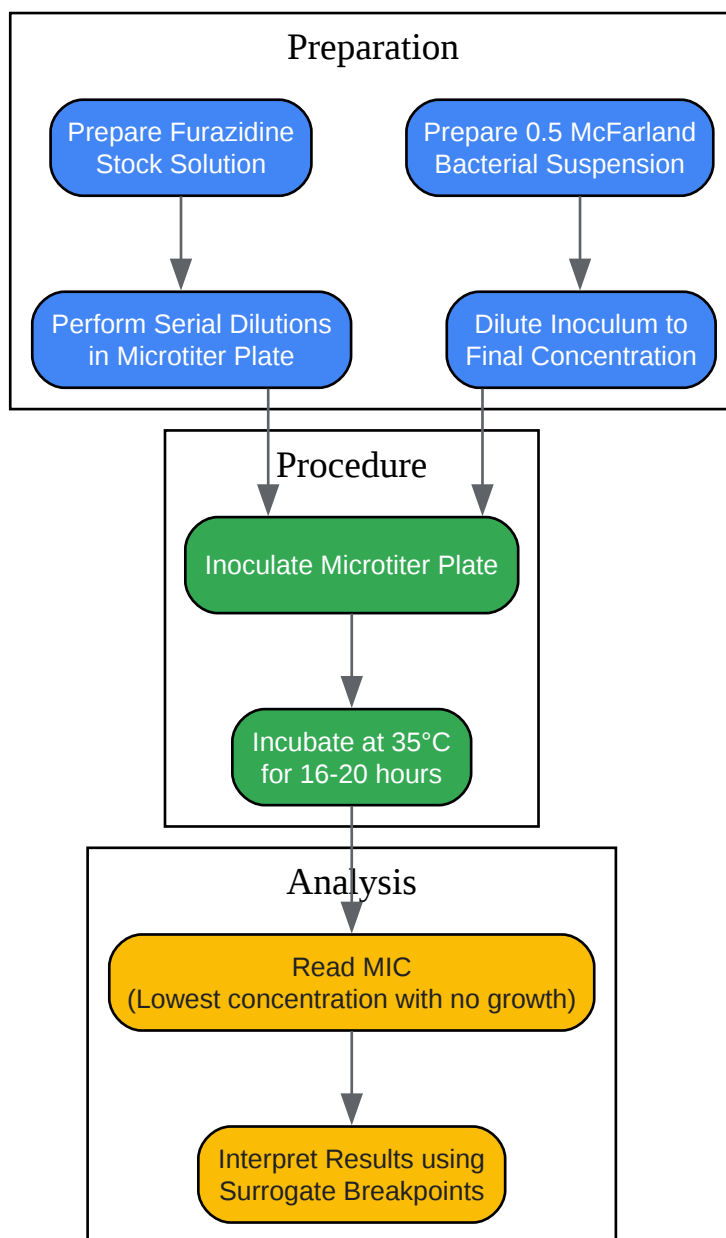 Preparation
Prepare Furazidine
Stock Solution
Prepare 0.5 McFarland
Bacterial Suspension
Perform Serial Dilutions
in Microtiter Plate
Dilute Inoculum to
Final Concentration
Procedure
Inoculate Microtiter Plate
Incubate at 35°C
for 16-20 hours
Analysis
Read MIC
(Lowest concentration with no growth)
Interpret Results using
Surrogate Breakpoints